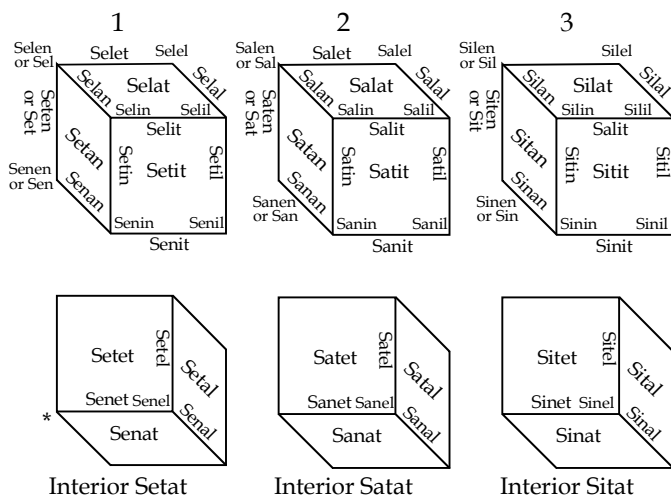 1
Selen
or Sel
Selet
Selel
Selan
Selat
Selal
Seten
or Set
Selin
Selil
Selit
Setan
Setin
Setit
Setil
Senen
or Sen
Senan
Senin
Senil
Senit
2
Salen
or Sal
Salet
Salel
Salan
Salat
Salal
Saten
or Sat
Salin
Salil
Salit
Satan
Satin
Satit
Satil
Sanen
or San
Sanan
Sanin
Sanil
Sanit
3
Silen
or Sil
Silel
Silan
Silat
Silal
Siten
or Sit
Silin
Silil
Salit
Sitan
Sitin
Sitit
Sitil
Sinen
or Sin
Sinan
Sinin
Sinil
Sinit
Setet
Setel
Setal
Senet
Senel
*
Senat
Senal
Interior Setat
Satet
Satel
Satal
Sanet
Sanel
Sanat
Sanal
Interior Satat
Sitet
Sitel
Sital
Sinet
Sinel
Sinat
Sinal
Interior Sitat